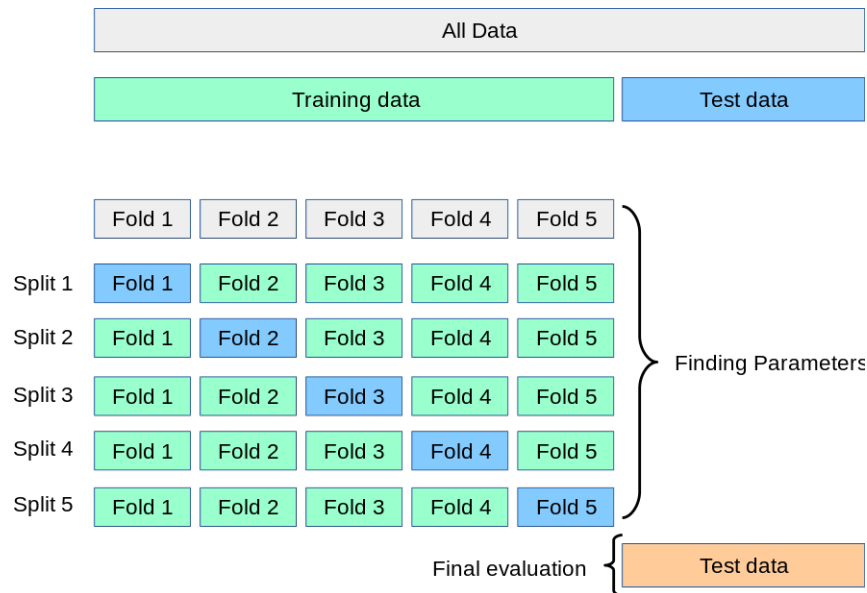 All Data
Training data Test data
Fold 1 Fold 2 Fold 3 Fold 4 Fold 5
Split 1 Fold 1 Fold 2 Fold 3 Fold 4 Fold 5
Split 2 Fold 1 Fold 2 Fold 3 Fold 4 Fold 5
Finding Parameters
Split 3 Fold 1 Fold 2 Fold 3 Fold 4 Fold 5
Split 4 Fold 1 Fold 2 Fold 3 Fold 4 Fold 5
Split 5 Fold 1 Fold 2 Fold 3 Fold 4 Fold 5
Final evaluation Test data